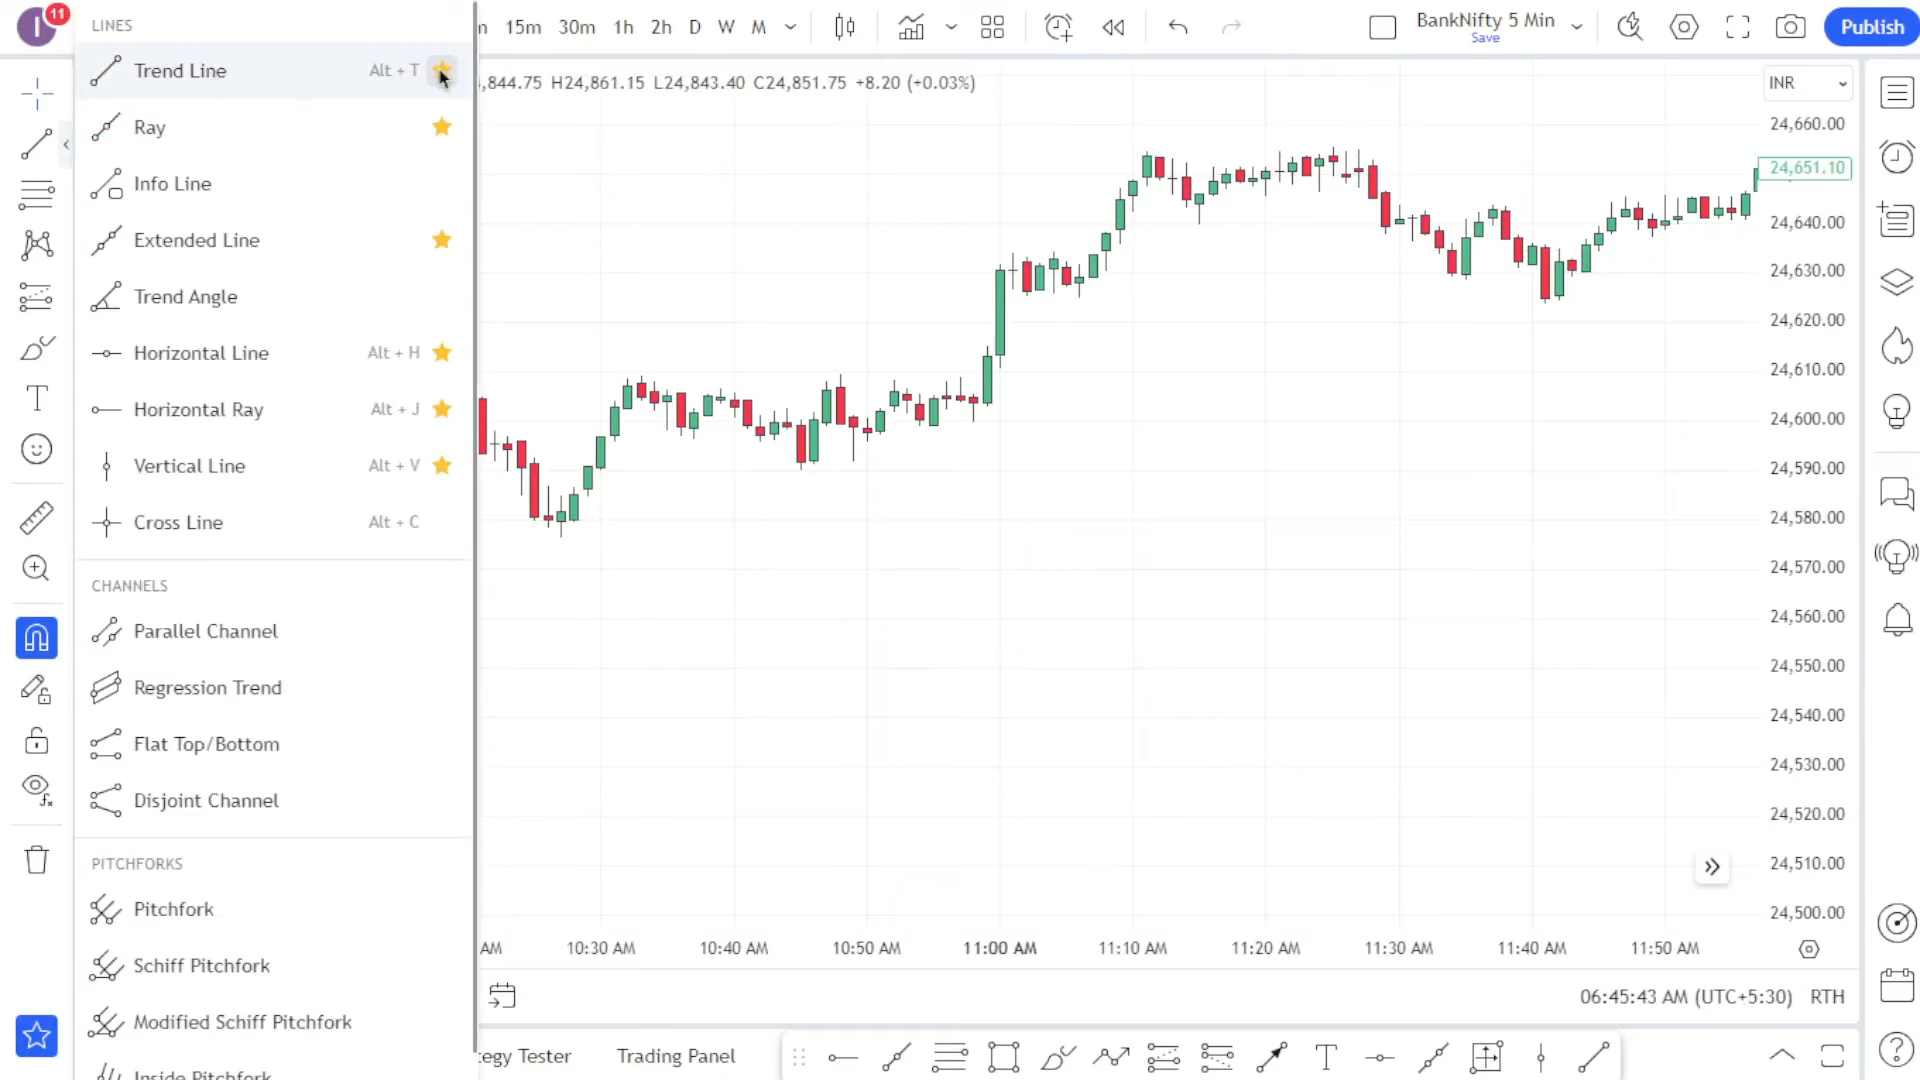 I
11
LINES
Trend Line Alt + T
Ray
Info Line
Extended Line
Trend Angle
Horizontal Line Alt + H
Horizontal Ray Alt + J
Vertical Line Alt + V
Cross Line Alt + C
CHANNELS
Parallel Channel
Regression Trend
Flat Top/Bottom
Disjoint Channel
PITCHFORKS
Pitchfork
Schiff Pitchfork
Modified Schiff Pitchfork
Inside Pitchfork
15m 30m 1h 2h D W M
BankNifty 5 Min
Save
Publish
,844.75 H24,861.15 L24,843.40 C24,851.75 +8.20 (+0.03%)
INR
24,660.00
24,651.10
24,640.00
24,630.00
24,620.00
24,610.00
24,600.00
24,590.00
24,580.00
24,570.00
24,560.00
24,550.00
24,540.00
24,530.00
24,520.00
24,510.00
24,500.00
AM 10:30 AM 10:40 AM 10:50 AM 11:00 AM 11:10 AM 11:20 AM 11:30 AM 11:40 AM 11:50 AM
06:45:43 AM (UTC+5:30) RTH
tegy Tester Trading Panel